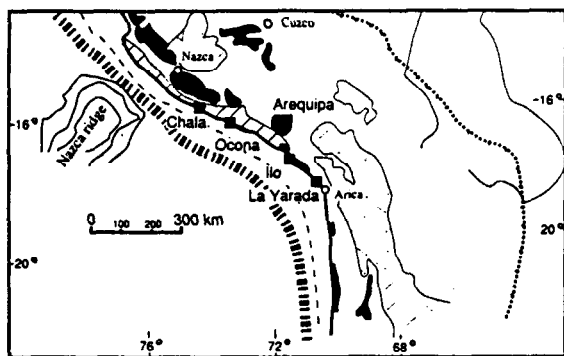 Cuzco
Nazca
Arequipa
-16°
16°-
Chala
Nazca ridge
Ocona
Ilo
La Yarada
Arica
0 100 200 300 km
20°
-20°
76° 72° 68°